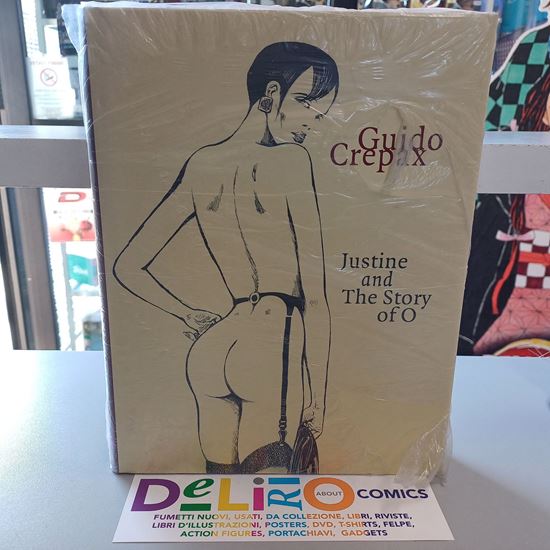 Guido
Crepax
Justine
and
The Story
of O
DeLiRiO
ABOUT
COMICS
FUMETTI NUOVI, USATI, DA COLLEZIONE, LIBRI, RIVISTE,
LIBRI D'ILLUSTRAZIONI, POSTERS, DVD, T-SHIRTS, FELPE,
ACTION FIGURES, PORTACHIAVI, GADGETS